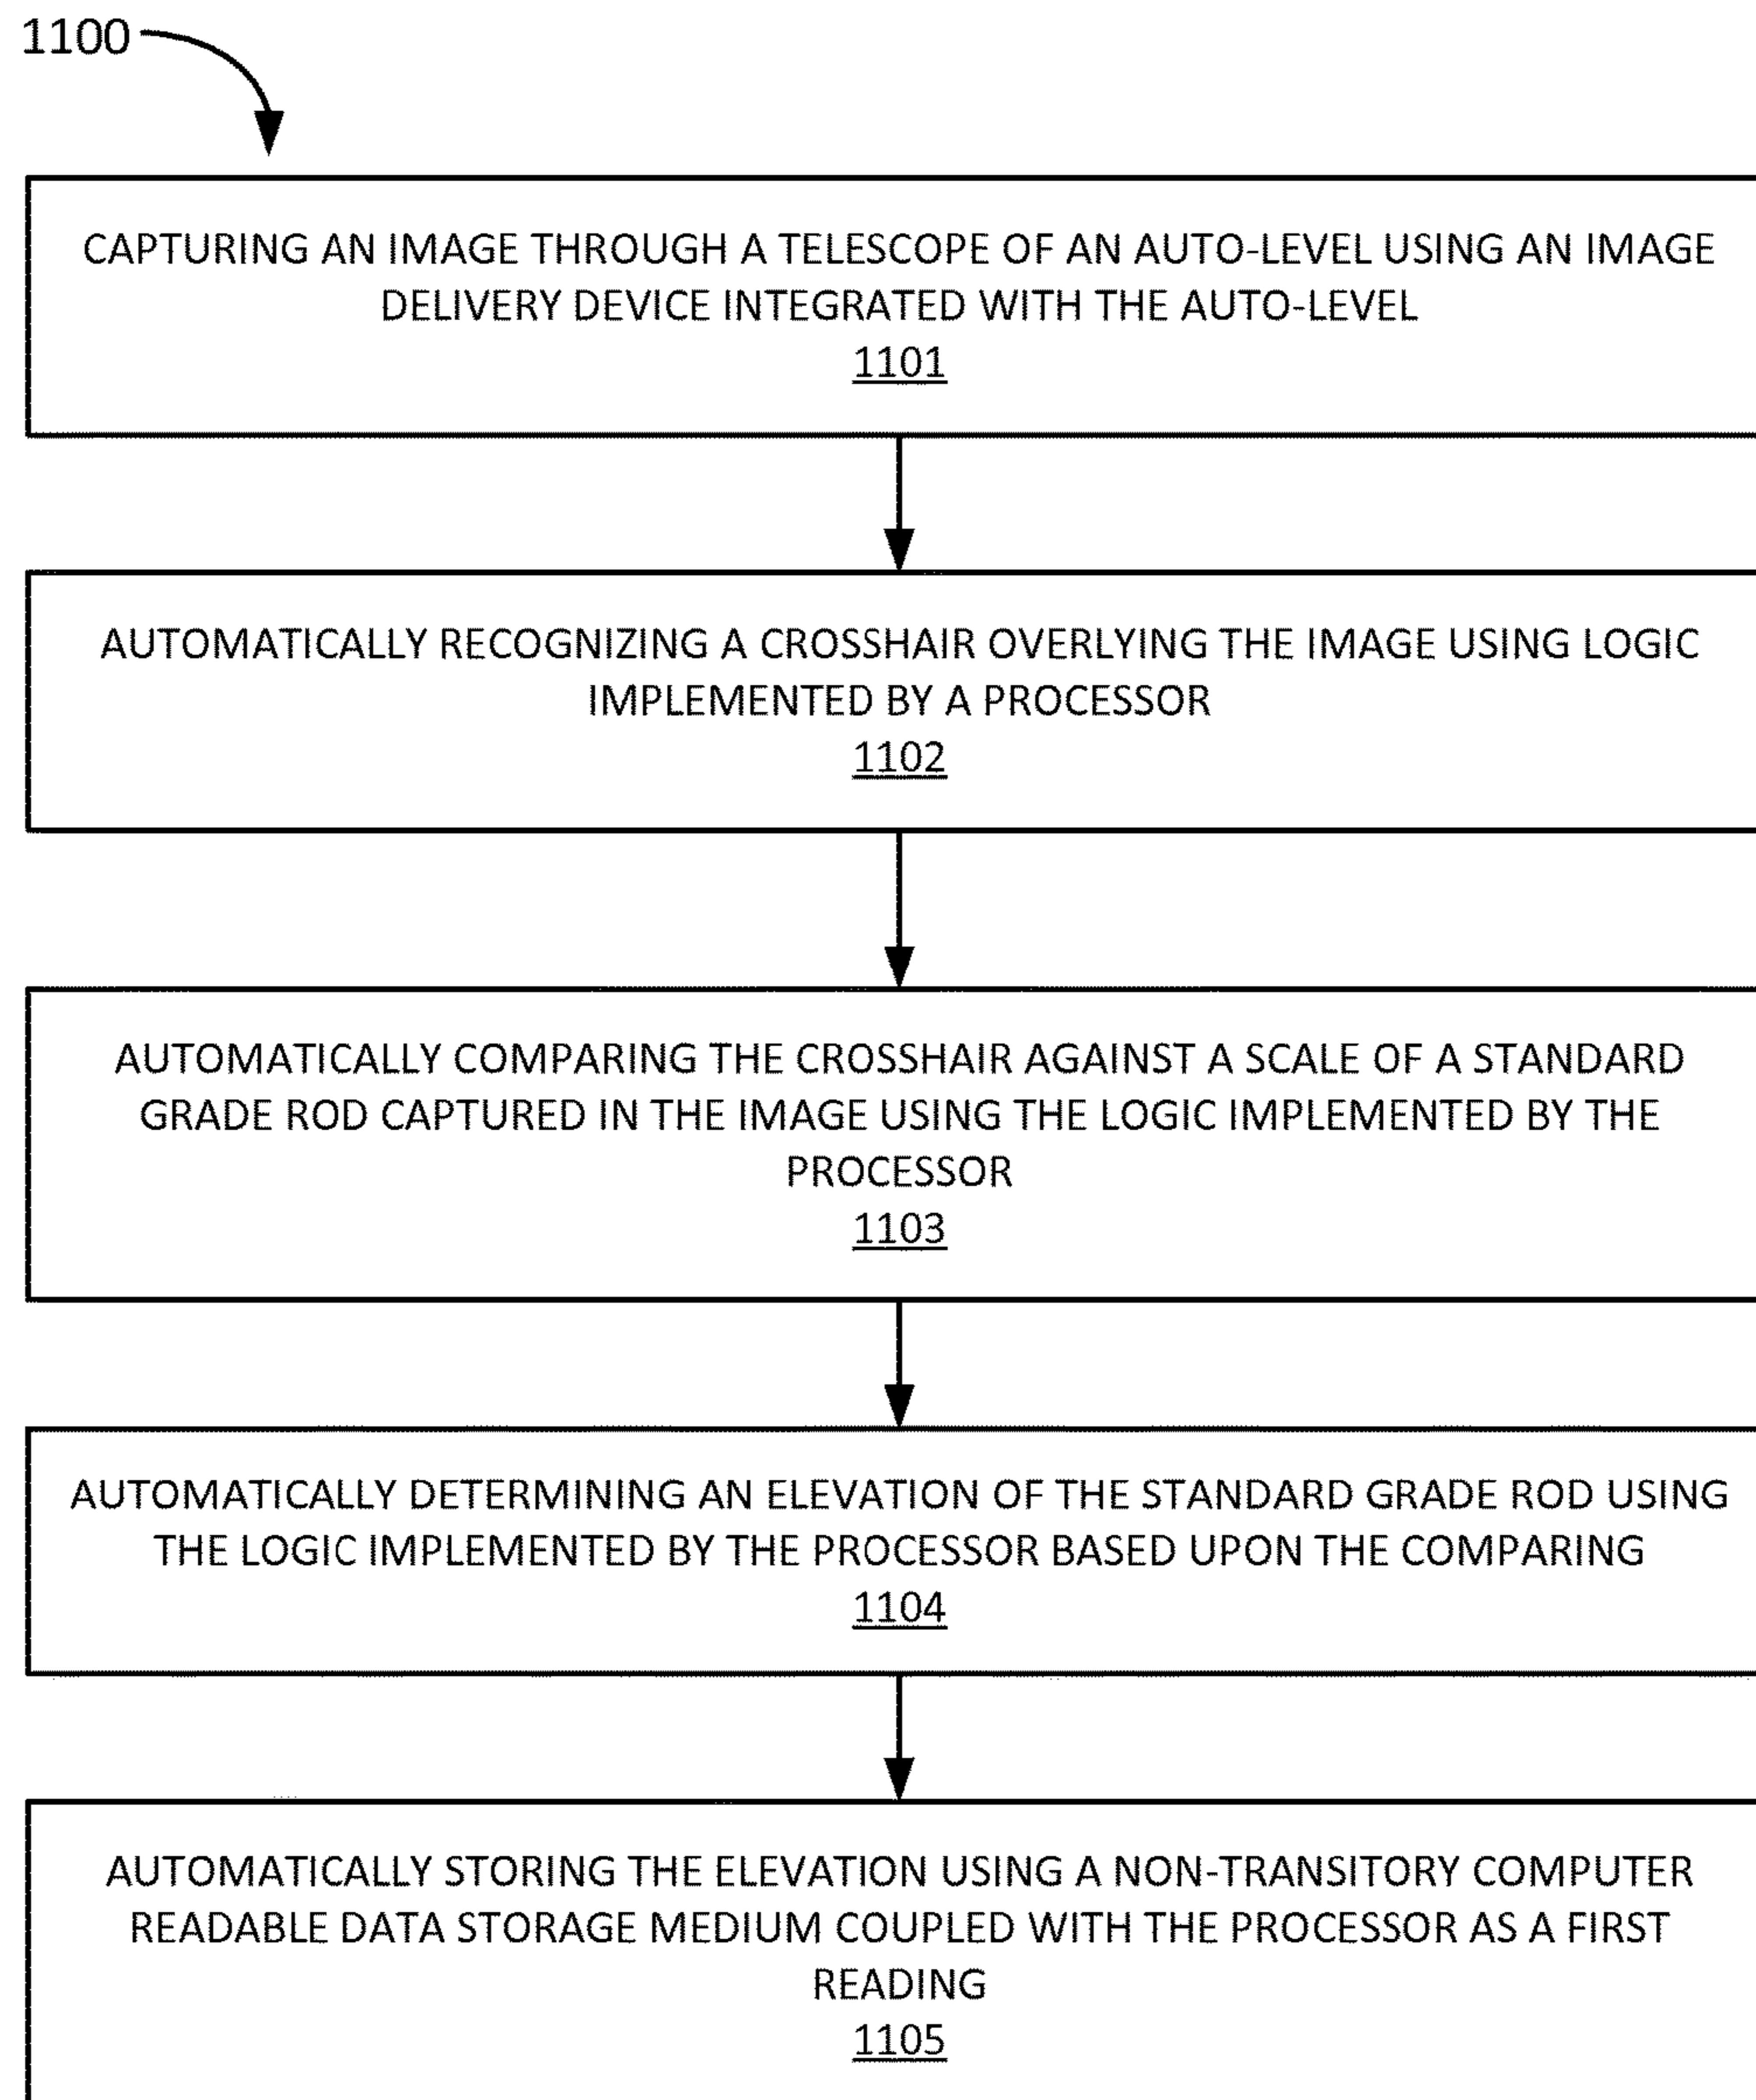 1100
CAPTURING AN IMAGE THROUGH A TELESCOPE OF AN AUTO-LEVEL USING AN IMAGE
DELIVERY DEVICE INTEGRATED WITH THE AUTO-LEVEL
1101
AUTOMATICALLY RECOGNIZING A CROSSHAIR OVERLYING THE IMAGE USING LOGIC
IMPLEMENTED BY A PROCESSOR
1102
AUTOMATICALLY COMPARING THE CROSSHAIR AGAINST A SCALE OF A STANDARD
GRADE ROD CAPTURED IN THE IMAGE USING THE LOGIC IMPLEMENTED BY THE
PROCESSOR
1103
AUTOMATICALLY DETERMINING AN ELEVATION OF THE STANDARD GRADE ROD USING
THE LOGIC IMPLEMENTED BY THE PROCESSOR BASED UPON THE COMPARING
1104
AUTOMATICALLY STORING THE ELEVATION USING A NON-TRANSITORY COMPUTER
READABLE DATA STORAGE MEDIUM COUPLED WITH THE PROCESSOR AS A FIRST
READING
1105